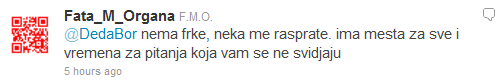 Fata_M_Organa F.M.O.
@DedaBor nema frke, neka me rasprate. ima mesta za sve i
vremena za pitanja koja vam se ne svidjaju
5 hours ago